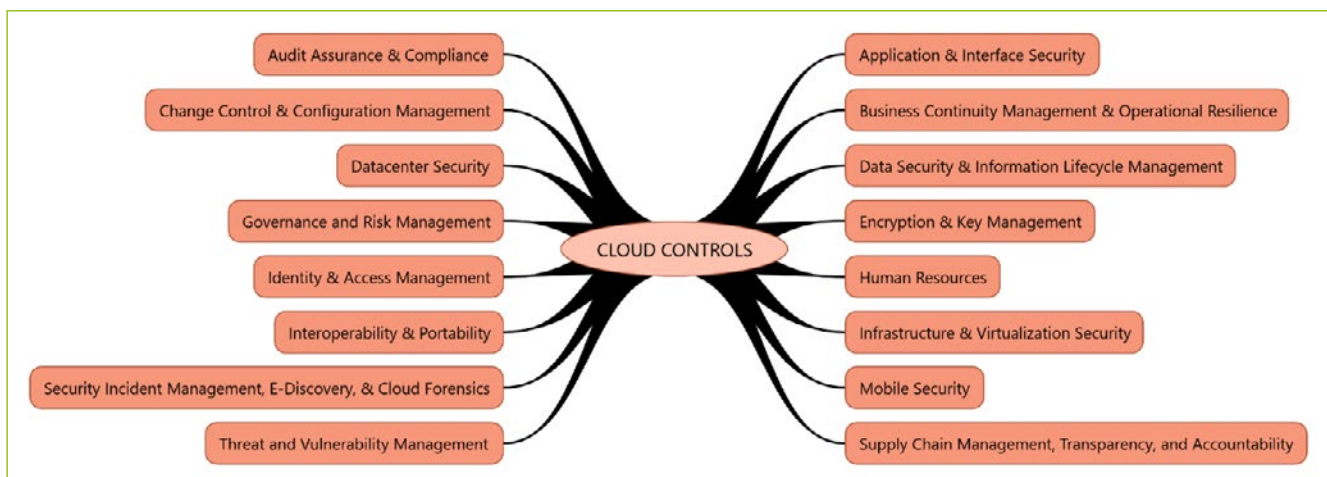 Audit Assurance & Compliance
Change Control & Configuration Management
Datacenter Security
Governance and Risk Management
Identity & Access Management
Interoperability & Portability
Security Incident Management, E-Discovery, & Cloud Forensics
Threat and Vulnerability Management
CLOUD CONTROLS
Application & Interface Security
Business Continuity Management & Operational Resilience
Data Security & Information Lifecycle Management
Encryption & Key Management
Human Resources
Infrastructure & Virtualization Security
Mobile Security
Supply Chain Management, Transparency, and Accountability